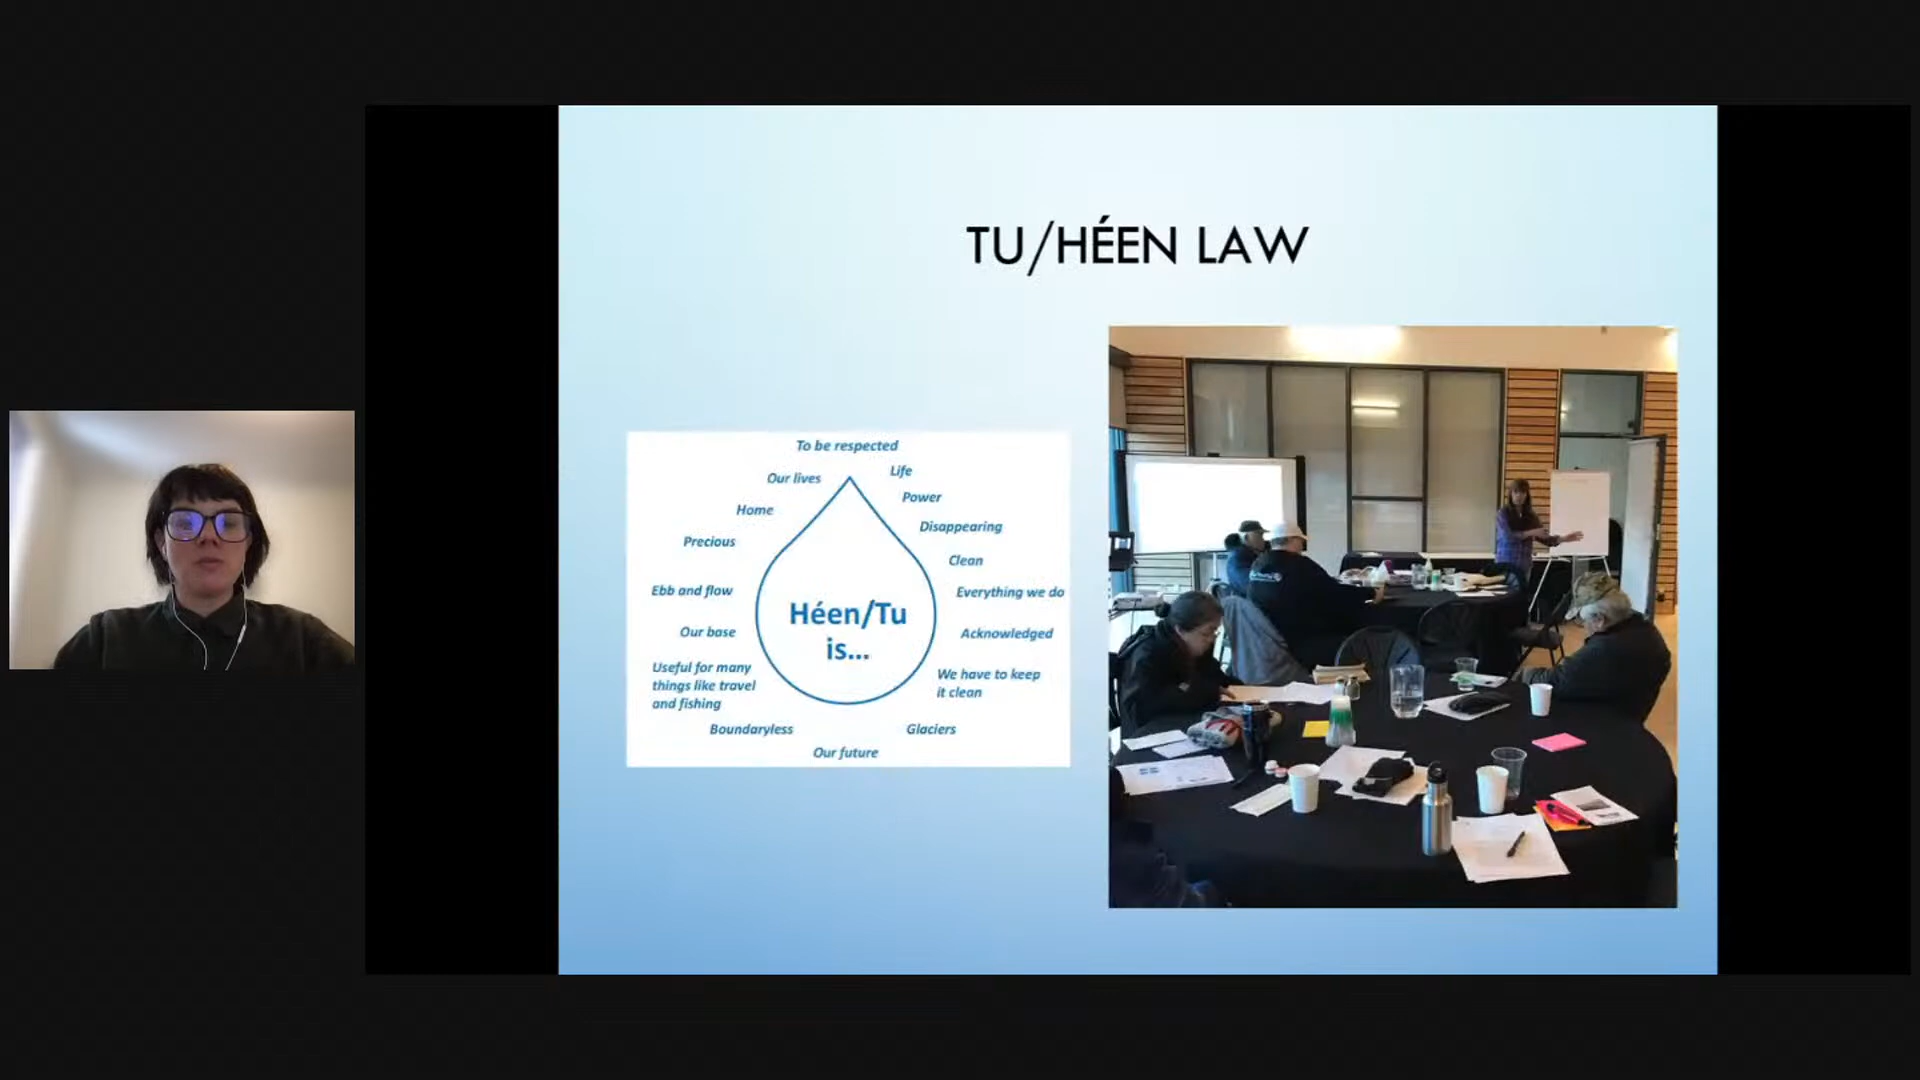 TU/HÉEN LAW
To be respected
Our lives
Life
Home
Power
Precious
Disappearing
Clean
Ebb and flow
Everything we do
Héen/Tu
is...
Our base
Acknowledged
Useful for many
things like travel
and fishing
We have to keep
it clean
Boundaryless
Glaciers
Our future